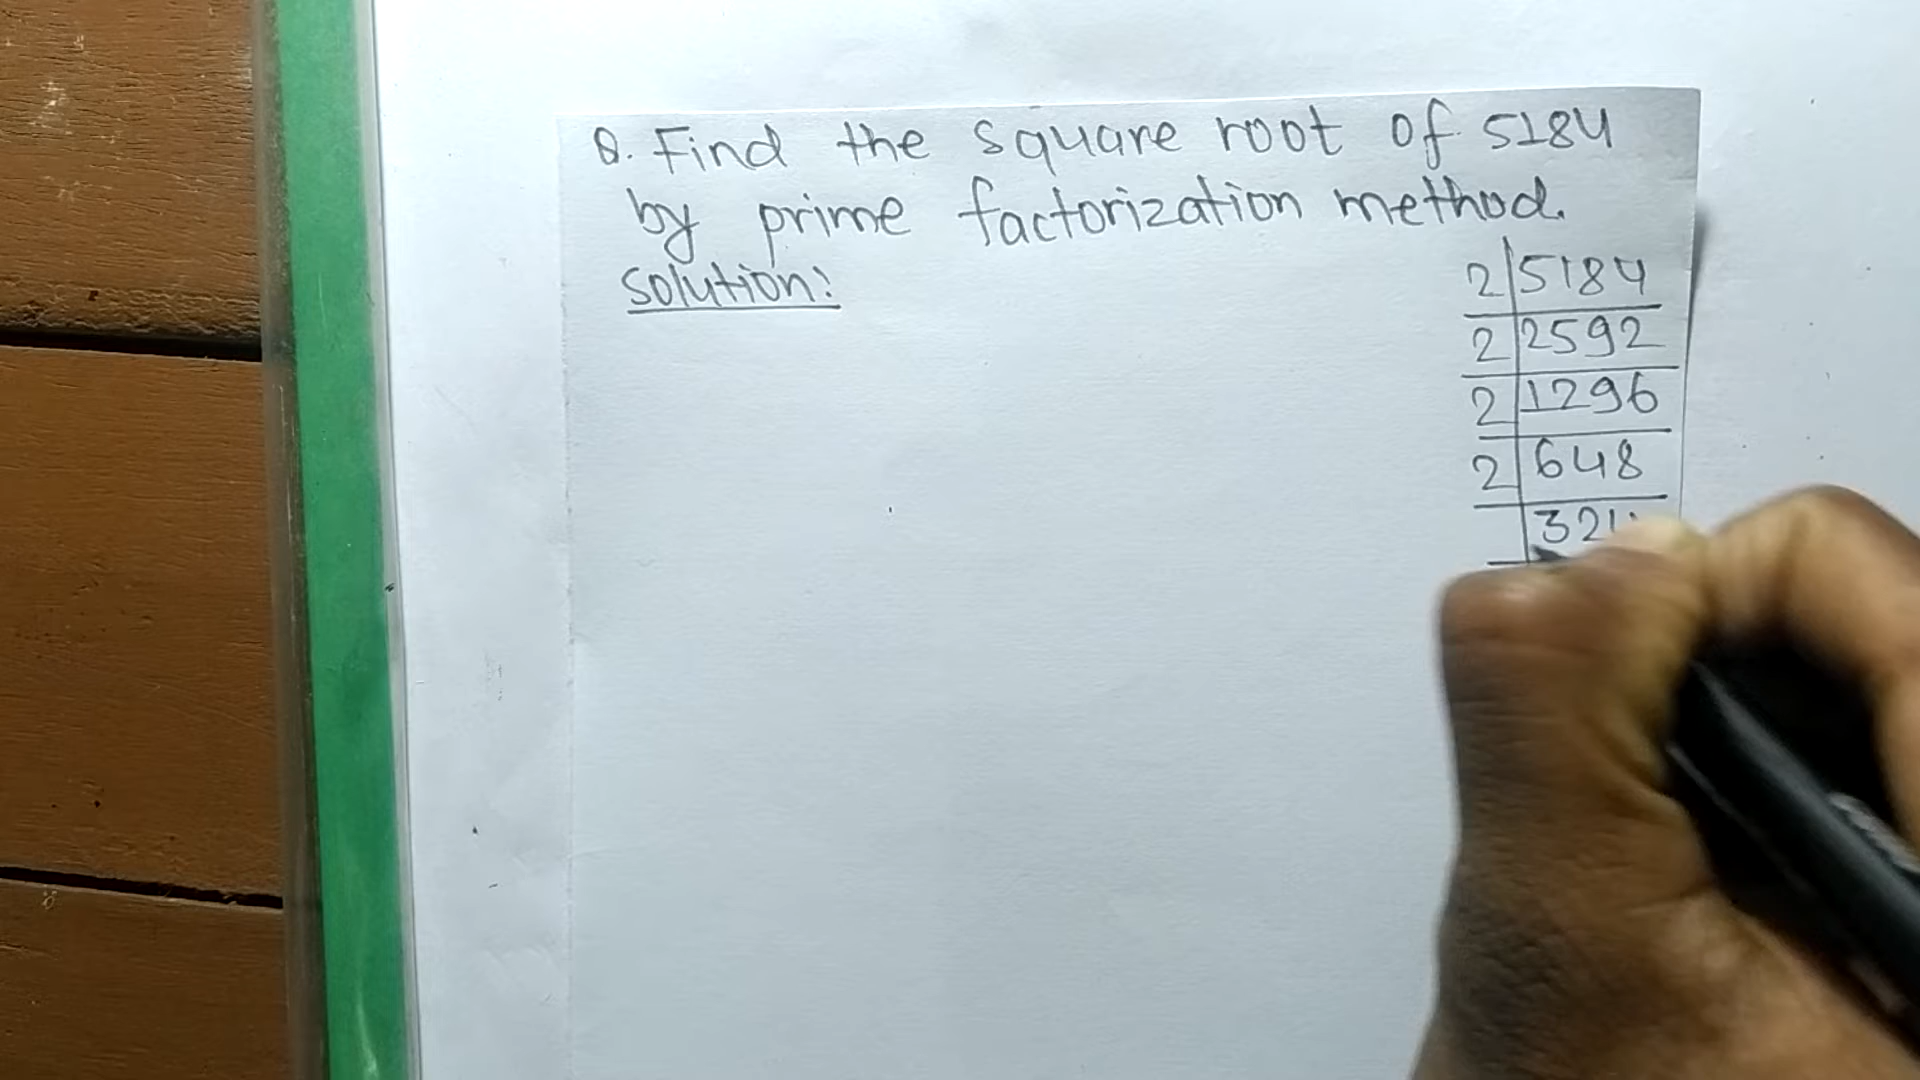 Q. Find the square root of 5184
by prime factorization method.
solution:
2 5184
2 2592
2 1296
2 648
324